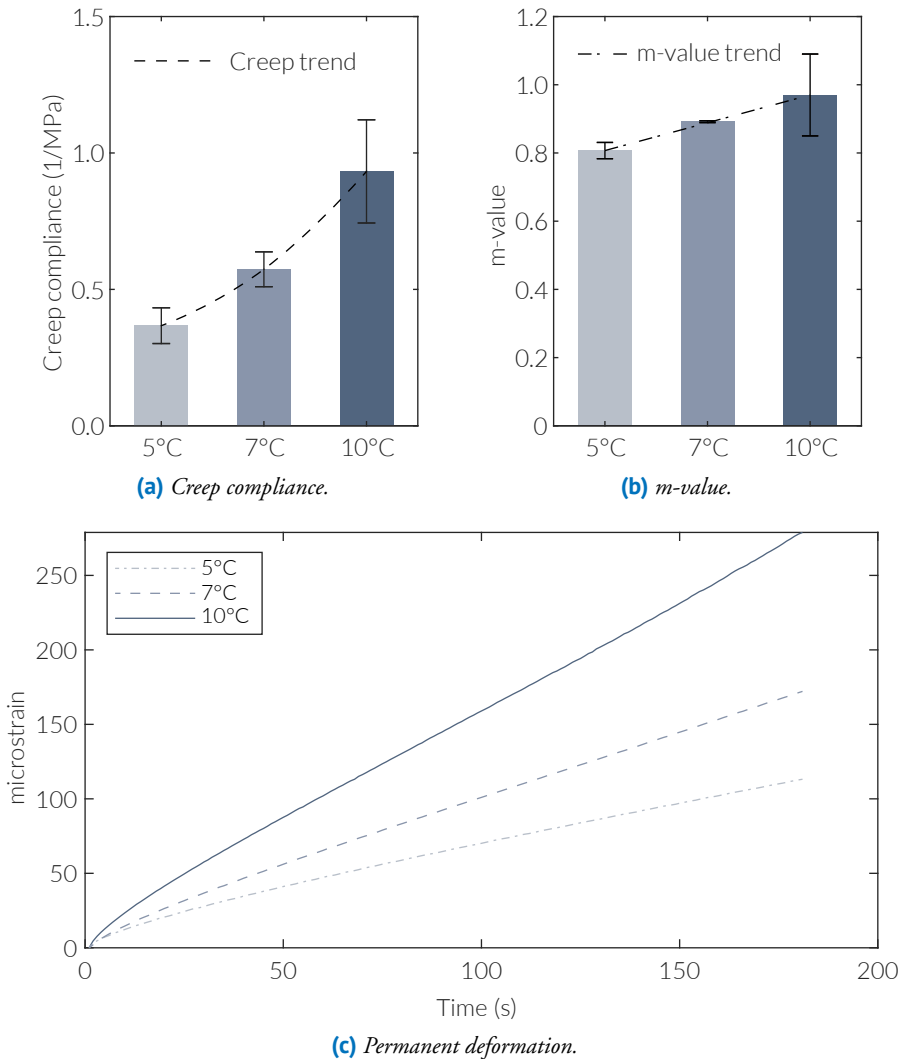 1.5
1.0
0.5
0.0
Creep compliance (1/MPa)
Creep trend
5°C 7°C 10°C
(a) Creep compliance.
1.2
1.0
0.8
0.6
0.4
0.2
0
m-value
m-value trend
5°C 7°C 10°C
(b) m-value.
250
200
150
100
50
0
microstrain
5°C
7°C
10°C
0 50 100 150 200
Time (s)
(c) Permanent deformation.